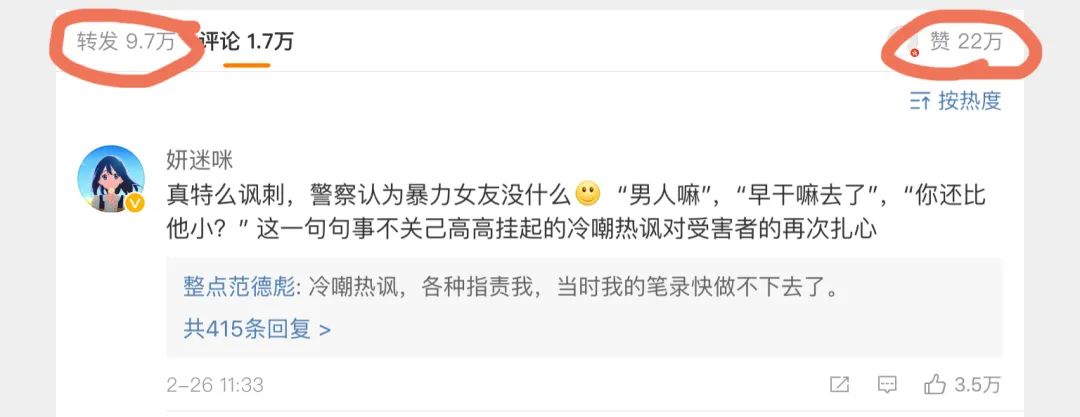 转发 9.7万 评论 1.7万 赞 22万
按热度
妍迷咪
真特么讽刺，警察认为暴力女友没什么🙂 “男人嘛”，“早干嘛去了”，“你还比
他小？”这一句句事不关己高高挂起的冷嘲热讽对受害者的再次扎心
整点范德彪: 冷嘲热讽，各种指责我，当时我的笔录快做不下去了。
共415条回复 >
2-26 11:33 3.5万